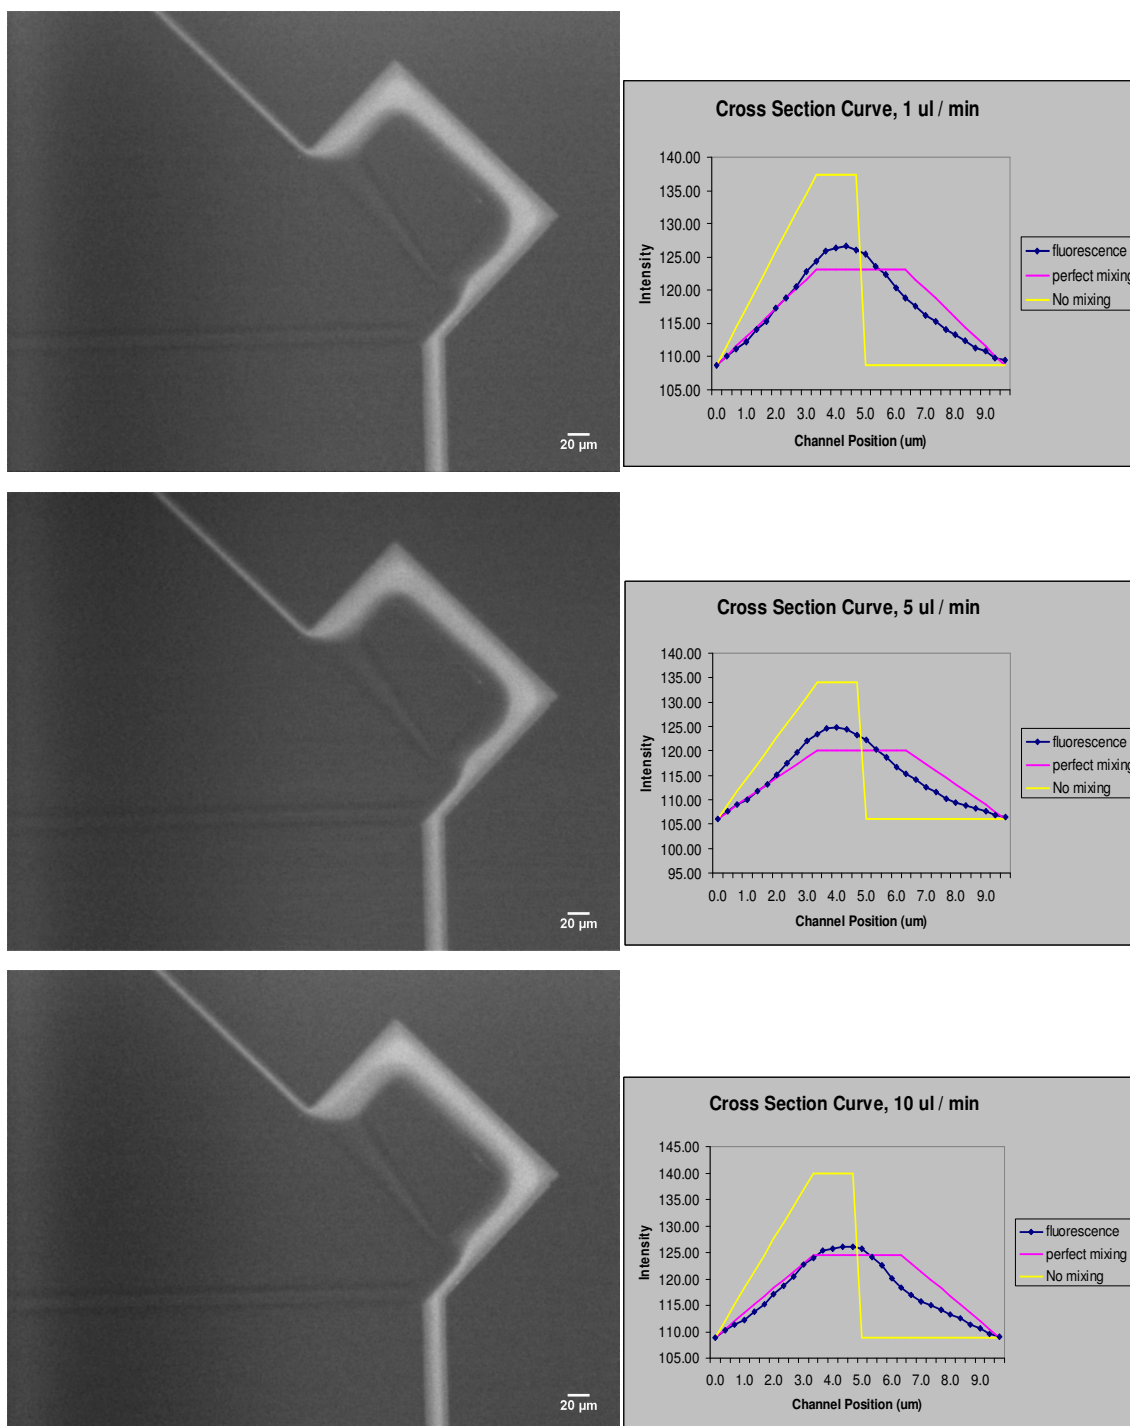 20 µm
Cross Section Curve, 1 ul / min
140.00
135.00
130.00
125.00
120.00
115.00
110.00
105.00
Intensity
0.0 1.0 2.0 3.0 4.0 5.0 6.0 7.0 8.0 9.0
Channel Position (um)
fluorescence
perfect mixing
No mixing
20 µm
Cross Section Curve, 5 ul / min
140.00
135.00
130.00
125.00
120.00
115.00
110.00
105.00
100.00
95.00
Intensity
0.0 1.0 2.0 3.0 4.0 5.0 6.0 7.0 8.0 9.0
Channel Position (um)
fluorescence
perfect mixing
No mixing
20 µm
Cross Section Curve, 10 ul / min
145.00
140.00
135.00
130.00
125.00
120.00
115.00
110.00
105.00
Intensity
0.0 1.0 2.0 3.0 4.0 5.0 6.0 7.0 8.0 9.0
Channel Position (um)
fluorescence
perfect mixing
No mixing